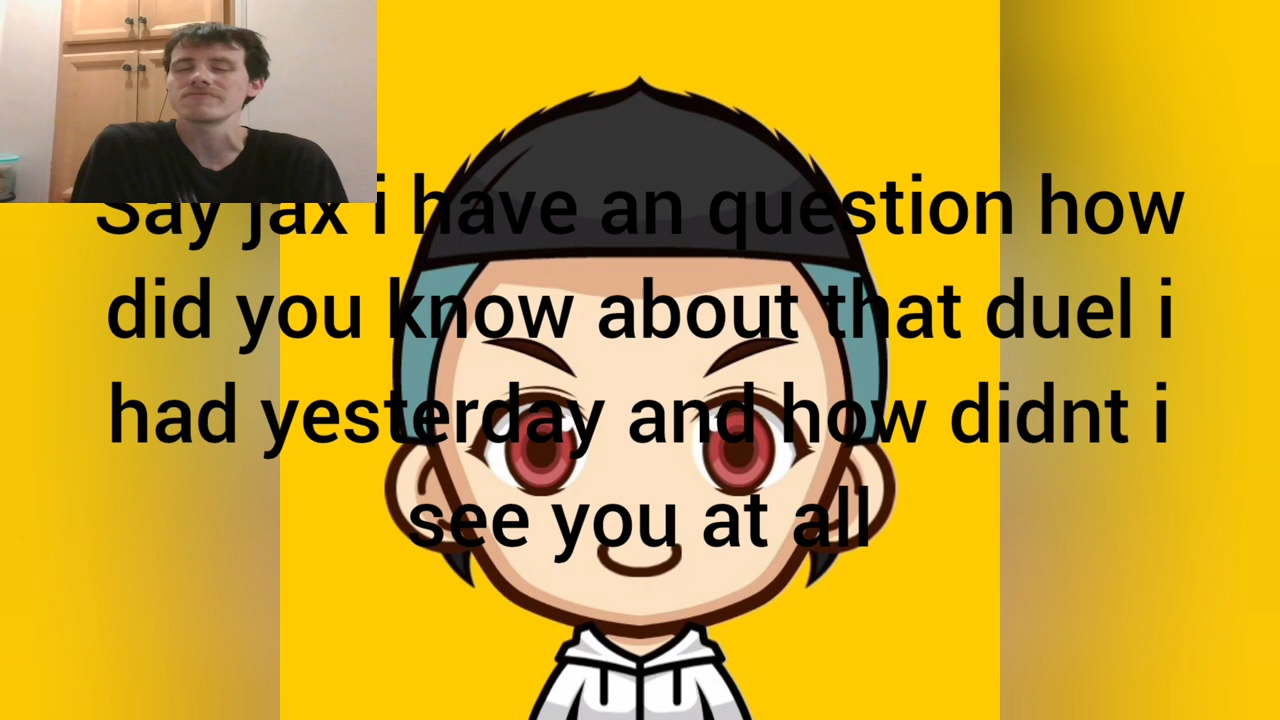 Say jax i have an question how
did you know about that duel i
had yesterday and how didnt i
see you at all